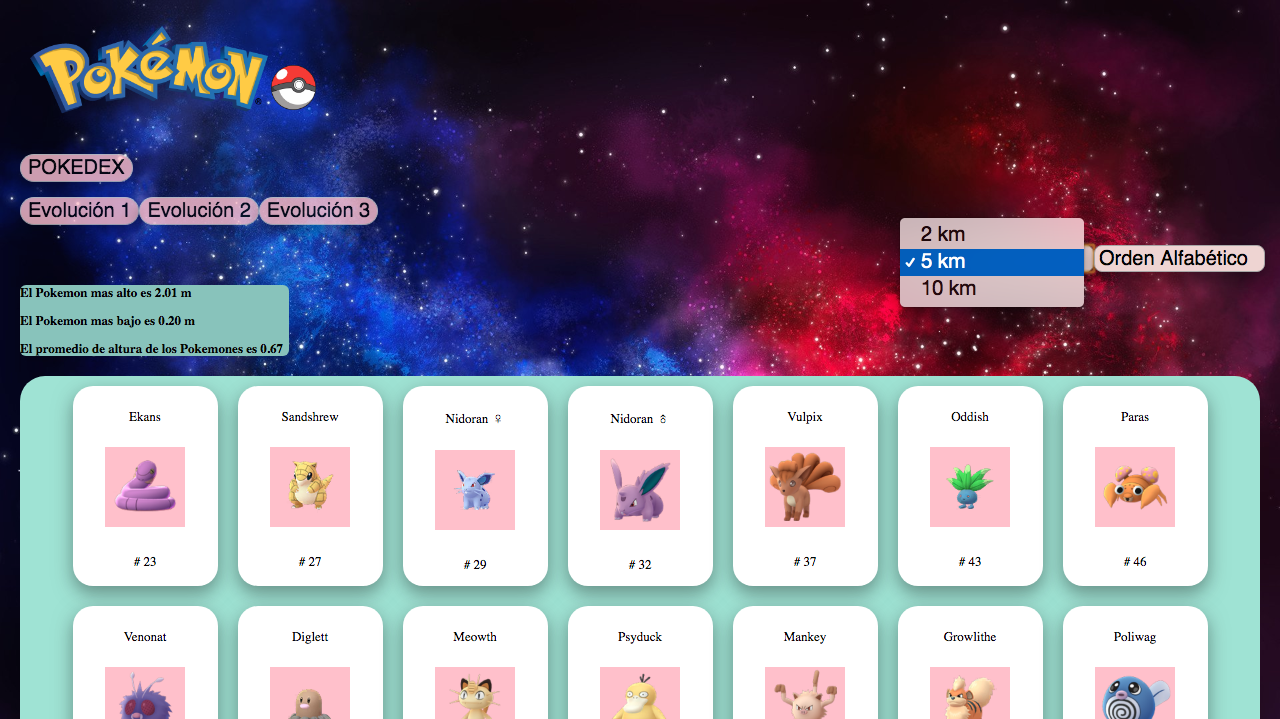 POKéMON
POKEDEX
Evolución 1 Evolución 2 Evolución 3
2 km
✓ 5 km
10 km
Orden Alfabético
El Pokemon mas alto es 2.01 m
El Pokemon mas bajo es 0.20 m
El promedio de altura de los Pokemones es 0.67
Ekans Sandshrew Nidoran ♀ Nidoran ♂ Vulpix Oddish Paras
# 23 # 27 # 29 # 32 # 37 # 43 # 46
Venonat Diglett Meowth Psyduck Mankey Growlithe Poliwag